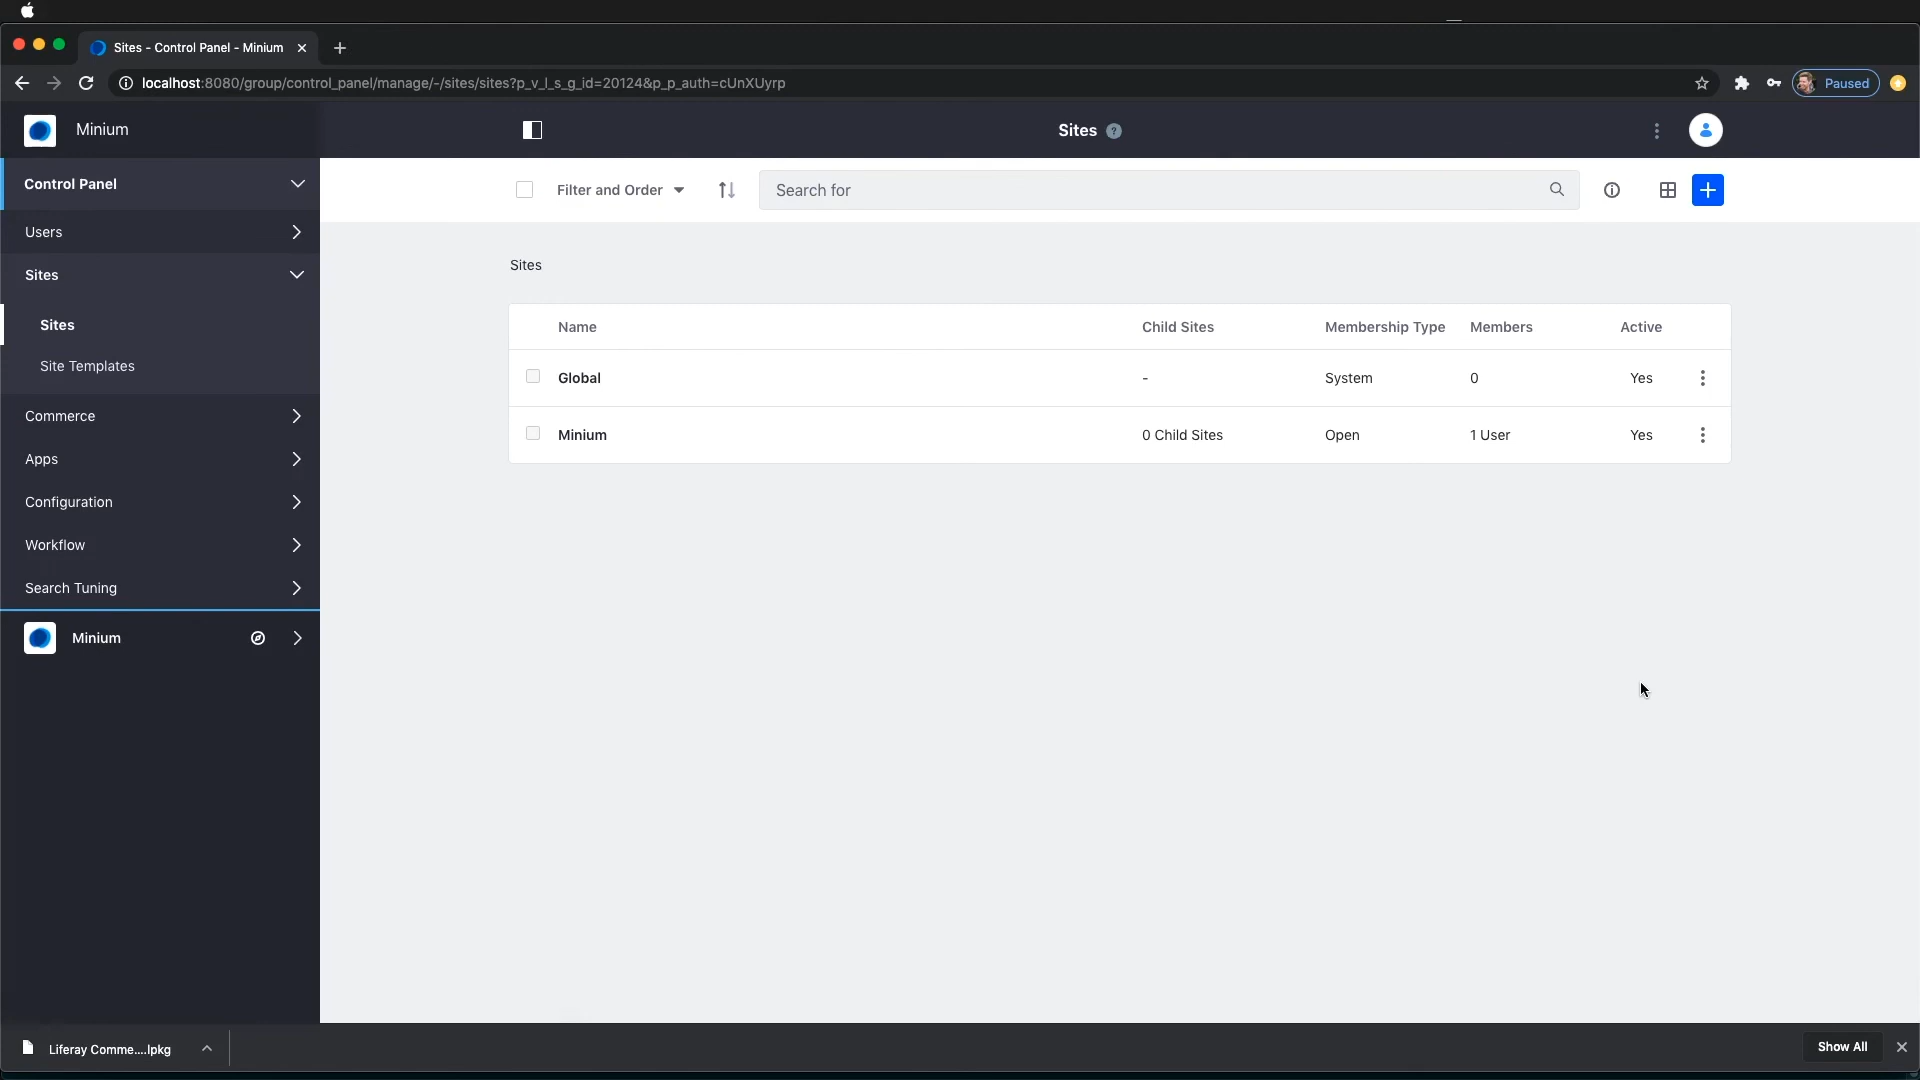 Sites - Control Panel - Minium
localhost:8080/group/control_panel/manage/-/sites/sites?p_v_l_s_g_id=20124&p_p_auth=cUnXUyrp
Paused
Minium
Sites ?
Control Panel
Filter and Order
Search for
Users
Sites
Sites
Site Templates
Commerce
Apps
Configuration
Workflow
Search Tuning
Minium
Sites
Name Child Sites Membership Type Members Active
Global - System 0 Yes
Minium 0 Child Sites Open 1 User Yes
Liferay Comme....lpkg
Show All